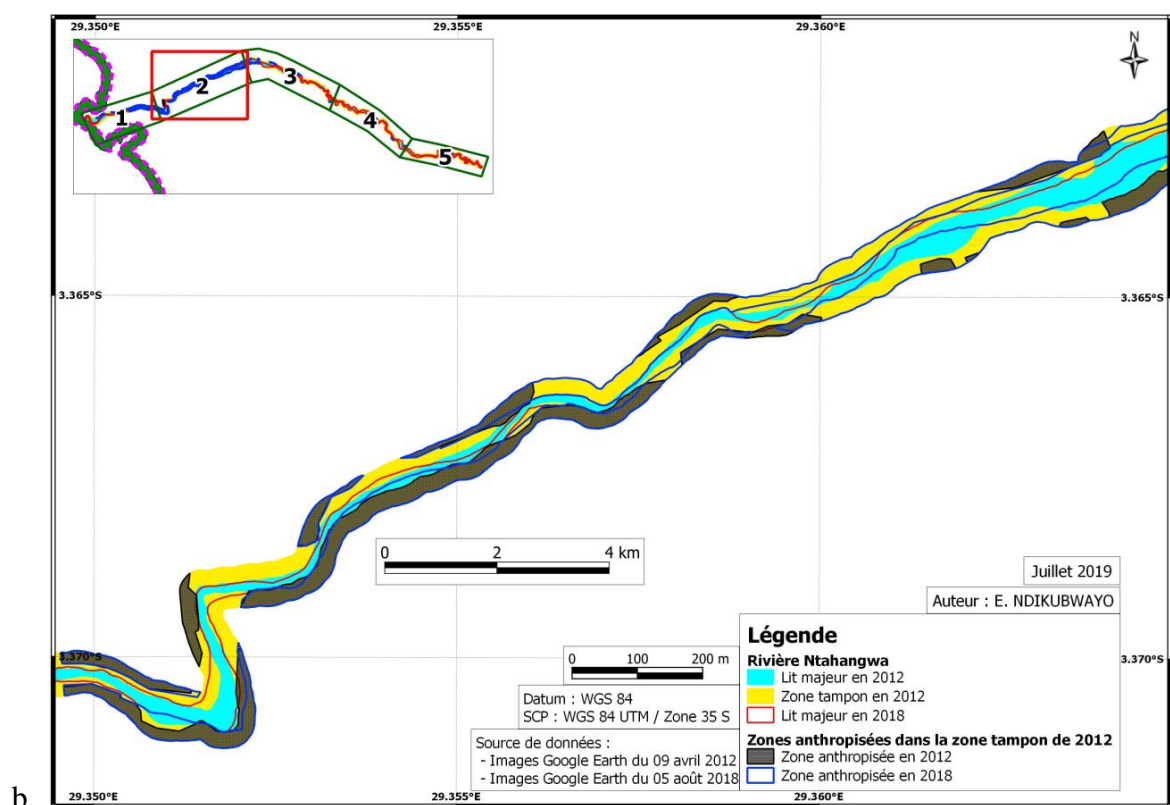 29.350°E 29.355°E 29.360°E
N
1 2 3 4 5
3.365°S 3.365°S
0 2 4 km
Juillet 2019
Auteur : E. NDIKUBWAYO
3.370°S 3.370°S
0 100 200 m
Datum : WGS 84
SCP : WGS 84 UTM / Zone 35 S
Source de données :
- Images Google Earth du 09 avril 2012
- Images Google Earth du 05 août 2018
Légende
Rivière Ntahangwa
Lit majeur en 2012
Zone tampon en 2012
Lit majeur en 2018
Zones anthropisées dans la zone tampon de 2012
Zone anthropisée en 2012
Zone anthropisée en 2018
29.350°E 29.355°E 29.360°E
b